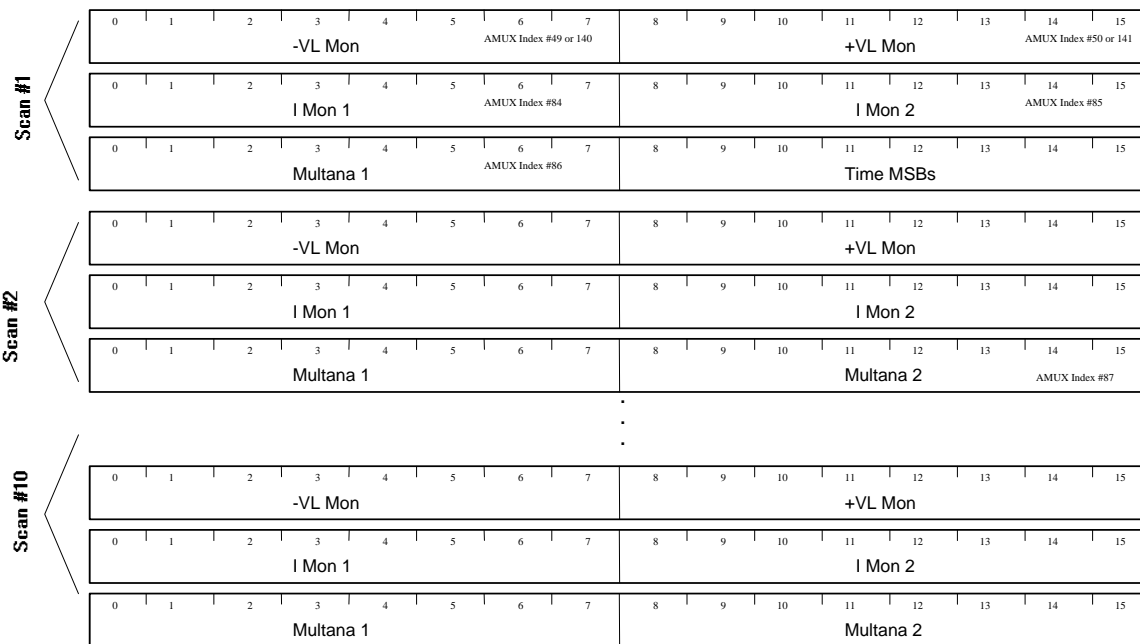 Scan #1
0 1 2 3 4 5 6 7 8 9 10 11 12 13 14 15
-VL Mon AMUX Index #49 or 140 +VL Mon AMUX Index #50 or 141
0 1 2 3 4 5 6 7 8 9 10 11 12 13 14 15
I Mon 1 AMUX Index #84 I Mon 2 AMUX Index #85
0 1 2 3 4 5 6 7 8 9 10 11 12 13 14 15
Multana 1 AMUX Index #86 Time MSBs
Scan #2
0 1 2 3 4 5 6 7 8 9 10 11 12 13 14 15
-VL Mon +VL Mon
0 1 2 3 4 5 6 7 8 9 10 11 12 13 14 15
I Mon 1 I Mon 2
0 1 2 3 4 5 6 7 8 9 10 11 12 13 14 15
Multana 1 Multana 2 AMUX Index #87
.
.
.
Scan #10
0 1 2 3 4 5 6 7 8 9 10 11 12 13 14 15
-VL Mon +VL Mon
0 1 2 3 4 5 6 7 8 9 10 11 12 13 14 15
I Mon 1 I Mon 2
0 1 2 3 4 5 6 7 8 9 10 11 12 13 14 15
Multana 1 Multana 2